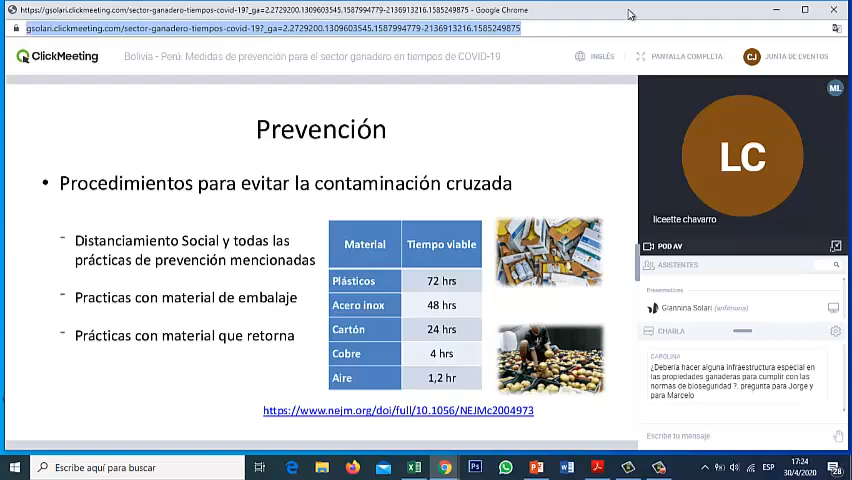 https://gsolari.clickmeeting.com/sector-ganadero-tiempos-covid-19?_ga=2.2729200.1309603545.1587994779-2136913216.1585249875 - Google Chrome
gsolari.clickmeeting.com/sector-ganadero-tiempos-covid-19?_ga=2.2729200.1309603545.1587994779-2136913216.1585249875
ClickMeeting
Bolivia - Perú: Medidas de prevención para el sector ganadero en tiempos de COVID-19
INGLÉS
PANTALLA COMPLETA
CJ
JUNTA DE EVENTOS
Prevención
• Procedimientos para evitar la contaminación cruzada
- Distanciamiento Social y todas las
prácticas de prevención mencionadas
- Practicas con material de embalaje
- Prácticas con material que retorna
Material Tiempo viable
Plásticos 72 hrs
Acero inox 48 hrs
Cartón 24 hrs
Cobre 4 hrs
Aire 1,2 hr
https://www.nejm.org/doi/full/10.1056/NEJMc2004973
ML
LC
liceette chavarro
POD AV
ASISTENTES
Presentadores
Giannina Solari (anfitriona)
CHARLA
CAROLINA
¿Debería hacer alguna infraestructura especial en
las propiedades ganaderas para cumplir con las
normas de bioseguridad ?. pregunta para Jorge y
para Marcelo
Escribe tu mensaje
Escribe aquí para buscar
ESP
17:24
30/4/2020
28